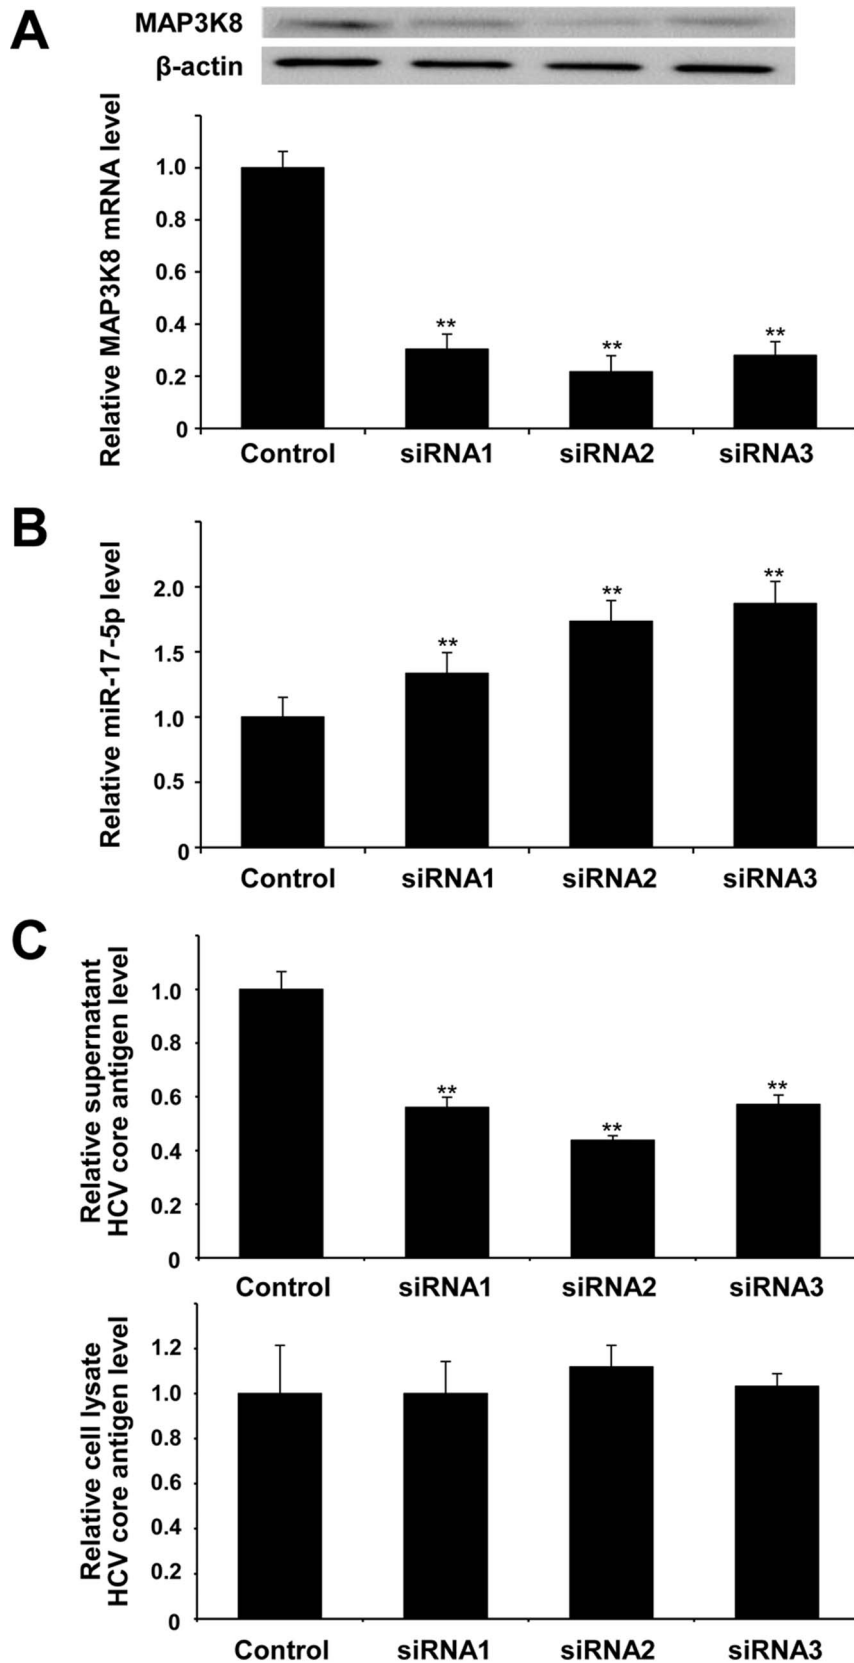 A
MAP3K8
β-actin
Relative MAP3K8 mRNA level
1.0
0.8
0.6
0.4
0.2
0
**
**
**
Control siRNA1 siRNA2 siRNA3
B
Relative miR-17-5p level
2.0
1.5
1.0
0.5
0
**
**
**
Control siRNA1 siRNA2 siRNA3
C
Relative supernatant
HCV core antigen level
1.0
0.8
0.6
0.4
0.2
0
**
**
**
Control siRNA1 siRNA2 siRNA3
Relative cell lysate
HCV core antigen level
1.2
1.0
0.8
0.6
0.4
0.2
0
Control siRNA1 siRNA2 siRNA3